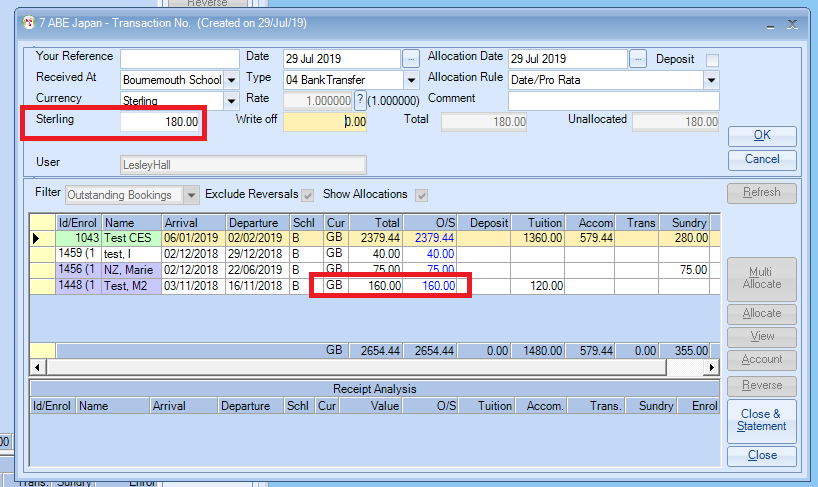 Reverse
7 ABE Japan - Transaction No. (Created on 29/Jul/19)
Your Reference Date 29 Jul 2019 ... Allocation Date 29 Jul 2019 ... Deposit
Received At Bournemouth School Type 04 BankTransfer Allocation Rule Date/Pro Rata
Currency Sterling Rate 1.000000 ? (1.000000) Comment
Sterling 180.00 Write off 0.00 Total 180.00 Unallocated 180.00
OK
Cancel
User LesleyHall
Filter Outstanding Bookings Exclude Reversals Show Allocations Refresh
Id/Enrol Name Arrival Departure Schl Cur Total O/S Deposit Tuition Accom Trans Sundry
1043 Test CES 06/01/2019 02/02/2019 B GB 2379.44 2379.44 1360.00 579.44 280.00
1459 (1 test, I 02/12/2018 29/12/2018 B GB 40.00 40.00
1456 (1 NZ, Marie 02/12/2018 22/06/2019 B GB 75.00 75.00 75.00
1448 (1 Test, M2 03/11/2018 16/11/2018 B GB 160.00 160.00 120.00
Multi
Allocate
Allocate
View
GB 2654.44 2654.44 0.00 1480.00 579.44 0.00 355.00
Account
Receipt Analysis
Reverse
Id/Enrol Name Arrival Departure Schl Cur Value O/S Tuition Accom. Trans. Sundry Enrol
Close &
Statement
Close
00
Trans. Sundry Enrol